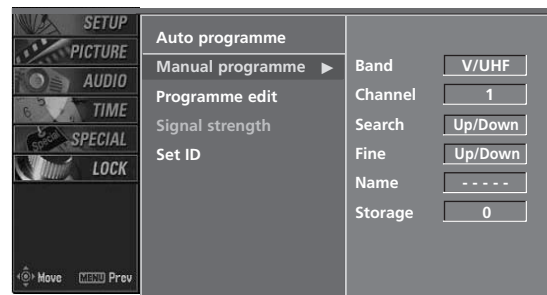 SETUP
PICTURE
AUDIO
TIME
SPECIAL
LOCK
Move MENU Prev
Auto programme
Manual programme ▶
Programme edit
Signal strength
Set ID
Band V/UHF
Channel 1
Search Up/Down
Fine Up/Down
Name - - - - -
Storage 0